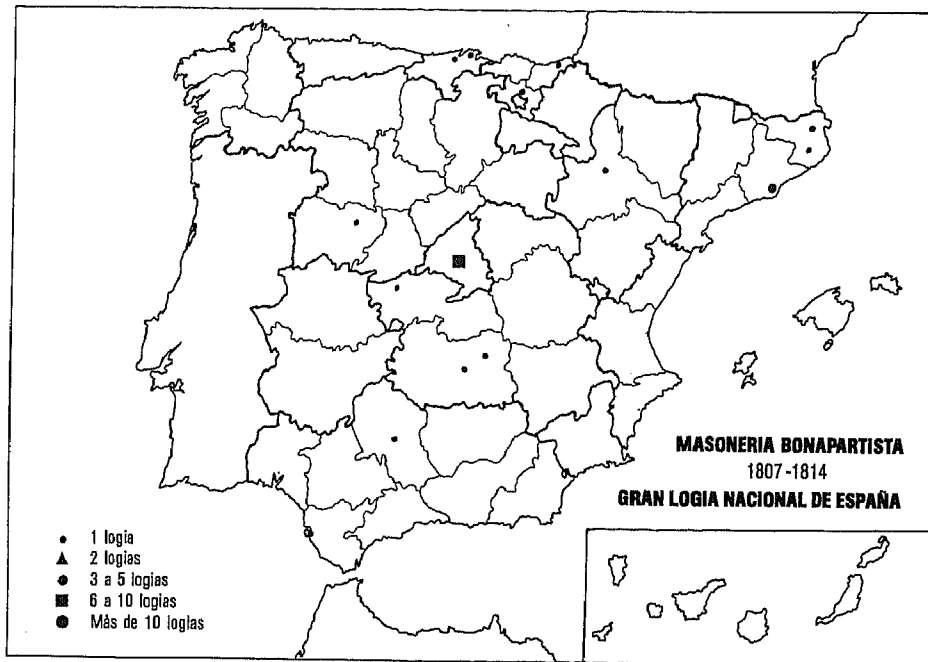 MASONERIA BONAPARTISTA
1807-1814
GRAN LOGIA NACIONAL DE ESPAÑA
1 logia
2 logias
3 a 5 logias
6 a 10 logias
Más de 10 logias